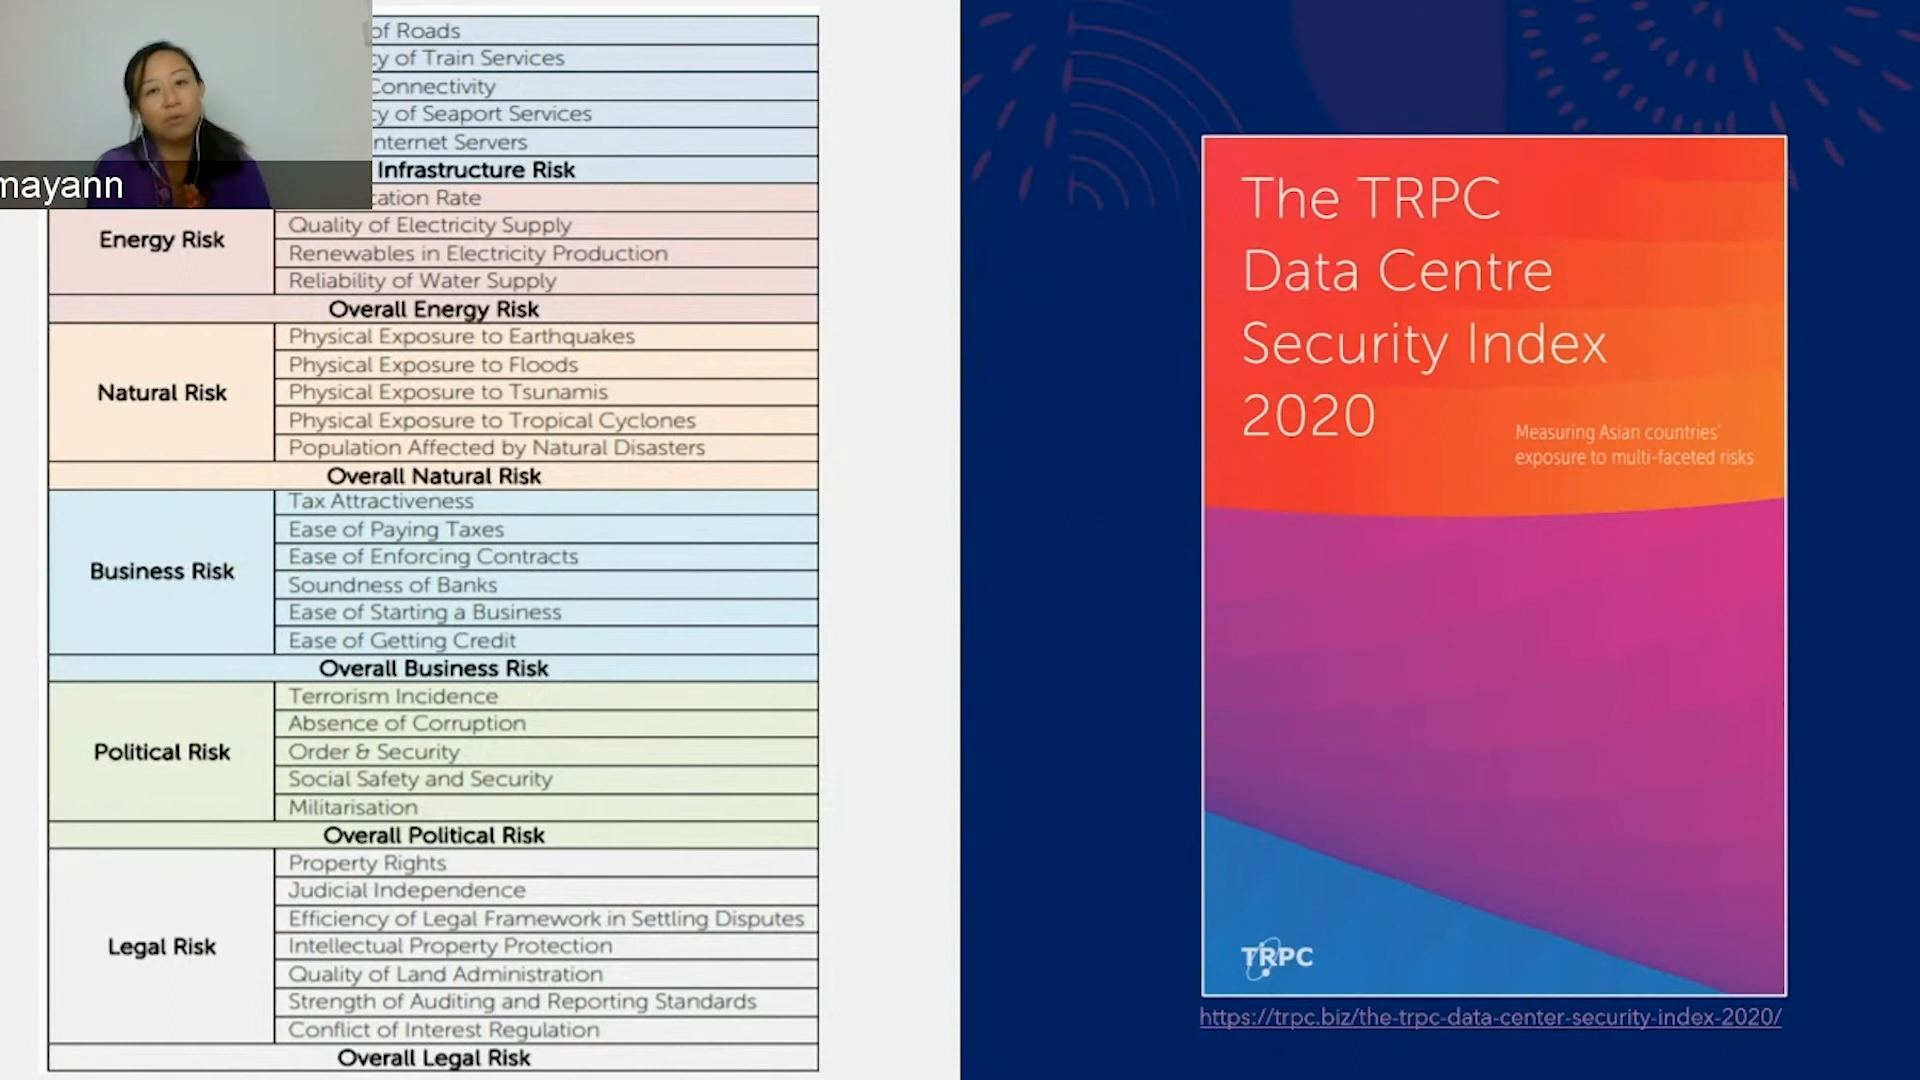 of Roads
cy of Train Services
Connectivity
cy of Seaport Services
nternet Servers
Infrastructure Risk
mayann
cation Rate
Energy Risk
Quality of Electricity Supply
Renewables in Electricity Production
Reliability of Water Supply
Overall Energy Risk
Natural Risk
Physical Exposure to Earthquakes
Physical Exposure to Floods
Physical Exposure to Tsunamis
Physical Exposure to Tropical Cyclones
Population Affected by Natural Disasters
Overall Natural Risk
Business Risk
Tax Attractiveness
Ease of Paying Taxes
Ease of Enforcing Contracts
Soundness of Banks
Ease of Starting a Business
Ease of Getting Credit
Overall Business Risk
Political Risk
Terrorism Incidence
Absence of Corruption
Order & Security
Social Safety and Security
Militarisation
Overall Political Risk
Legal Risk
Property Rights
Judicial Independence
Efficiency of Legal Framework in Settling Disputes
Intellectual Property Protection
Quality of Land Administration
Strength of Auditing and Reporting Standards
Conflict of Interest Regulation
Overall Legal Risk
The TRPC
Data Centre
Security Index
2020
Measuring Asian countries'
exposure to multi-faceted risks
TRPC
https://trpc.biz/the-trpc-data-center-security-index-2020/